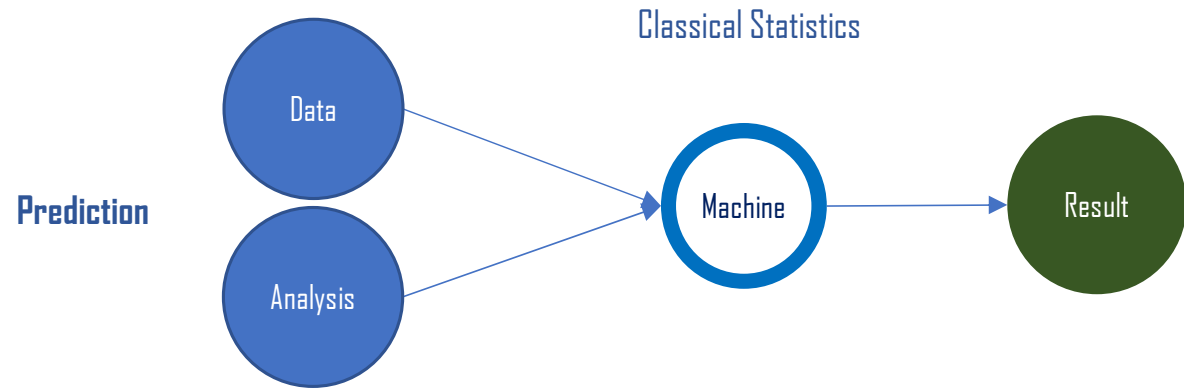 Classical Statistics
Data
Prediction
Machine
Result
Analysis